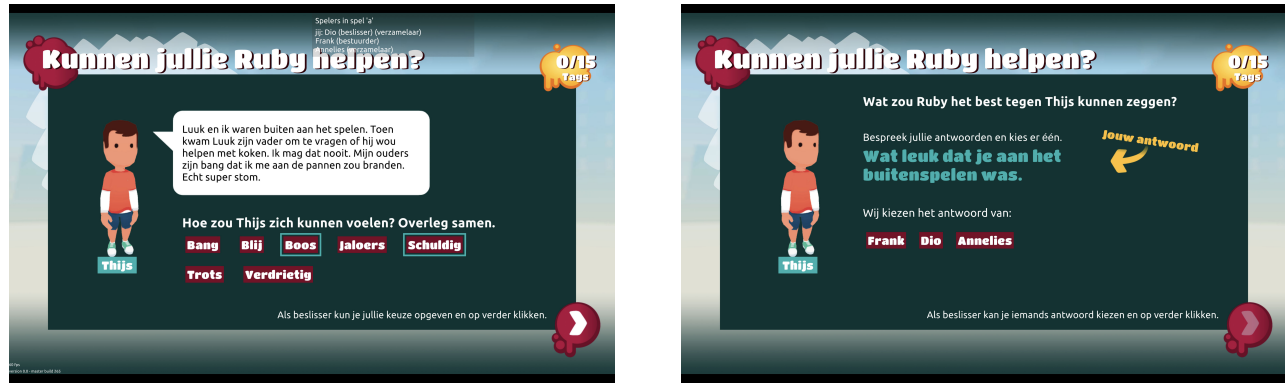 Spelers in spel 'a'
jij: Dio (beslisser) (verzamelaar)
Frank (bestuurder)
Annelies (verzamelaar)
Kunnen jullie Ruby helpen?
0/15
Tags
Luuk en ik waren buiten aan het spelen. Toen
kwam Luuk zijn vader om te vragen of hij wou
helpen met koken. Ik mag dat nooit. Mijn ouders
zijn bang dat ik me aan de pannen zou branden.
Echt super stom.
Hoe zou Thijs zich kunnen voelen? Overleg samen.
Bang Blij Boos Jaloers Schuldig
Trots Verdrietig
Thijs
Als beslisser kun je jullie keuze opgeven en op verder klikken.
Kunnen jullie Ruby helpen?
0/15
Tags
Wat zou Ruby het best tegen Thijs kunnen zeggen?
Bespreek jullie antwoorden en kies er één.
Jouw antwoord
Wat leuk dat je aan het
buitenspelen was.
Wij kiezen het antwoord van:
Frank Dio Annelies
Thijs
Als beslisser kan je iemands antwoord kiezen en op verder klikken.